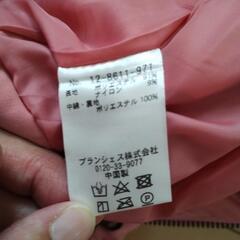 No 12-8611-971
表地
ナイロン
中綿・裏地
ポリエステル 100%
ブランシェス株式会社
0120-33-9077
中国製